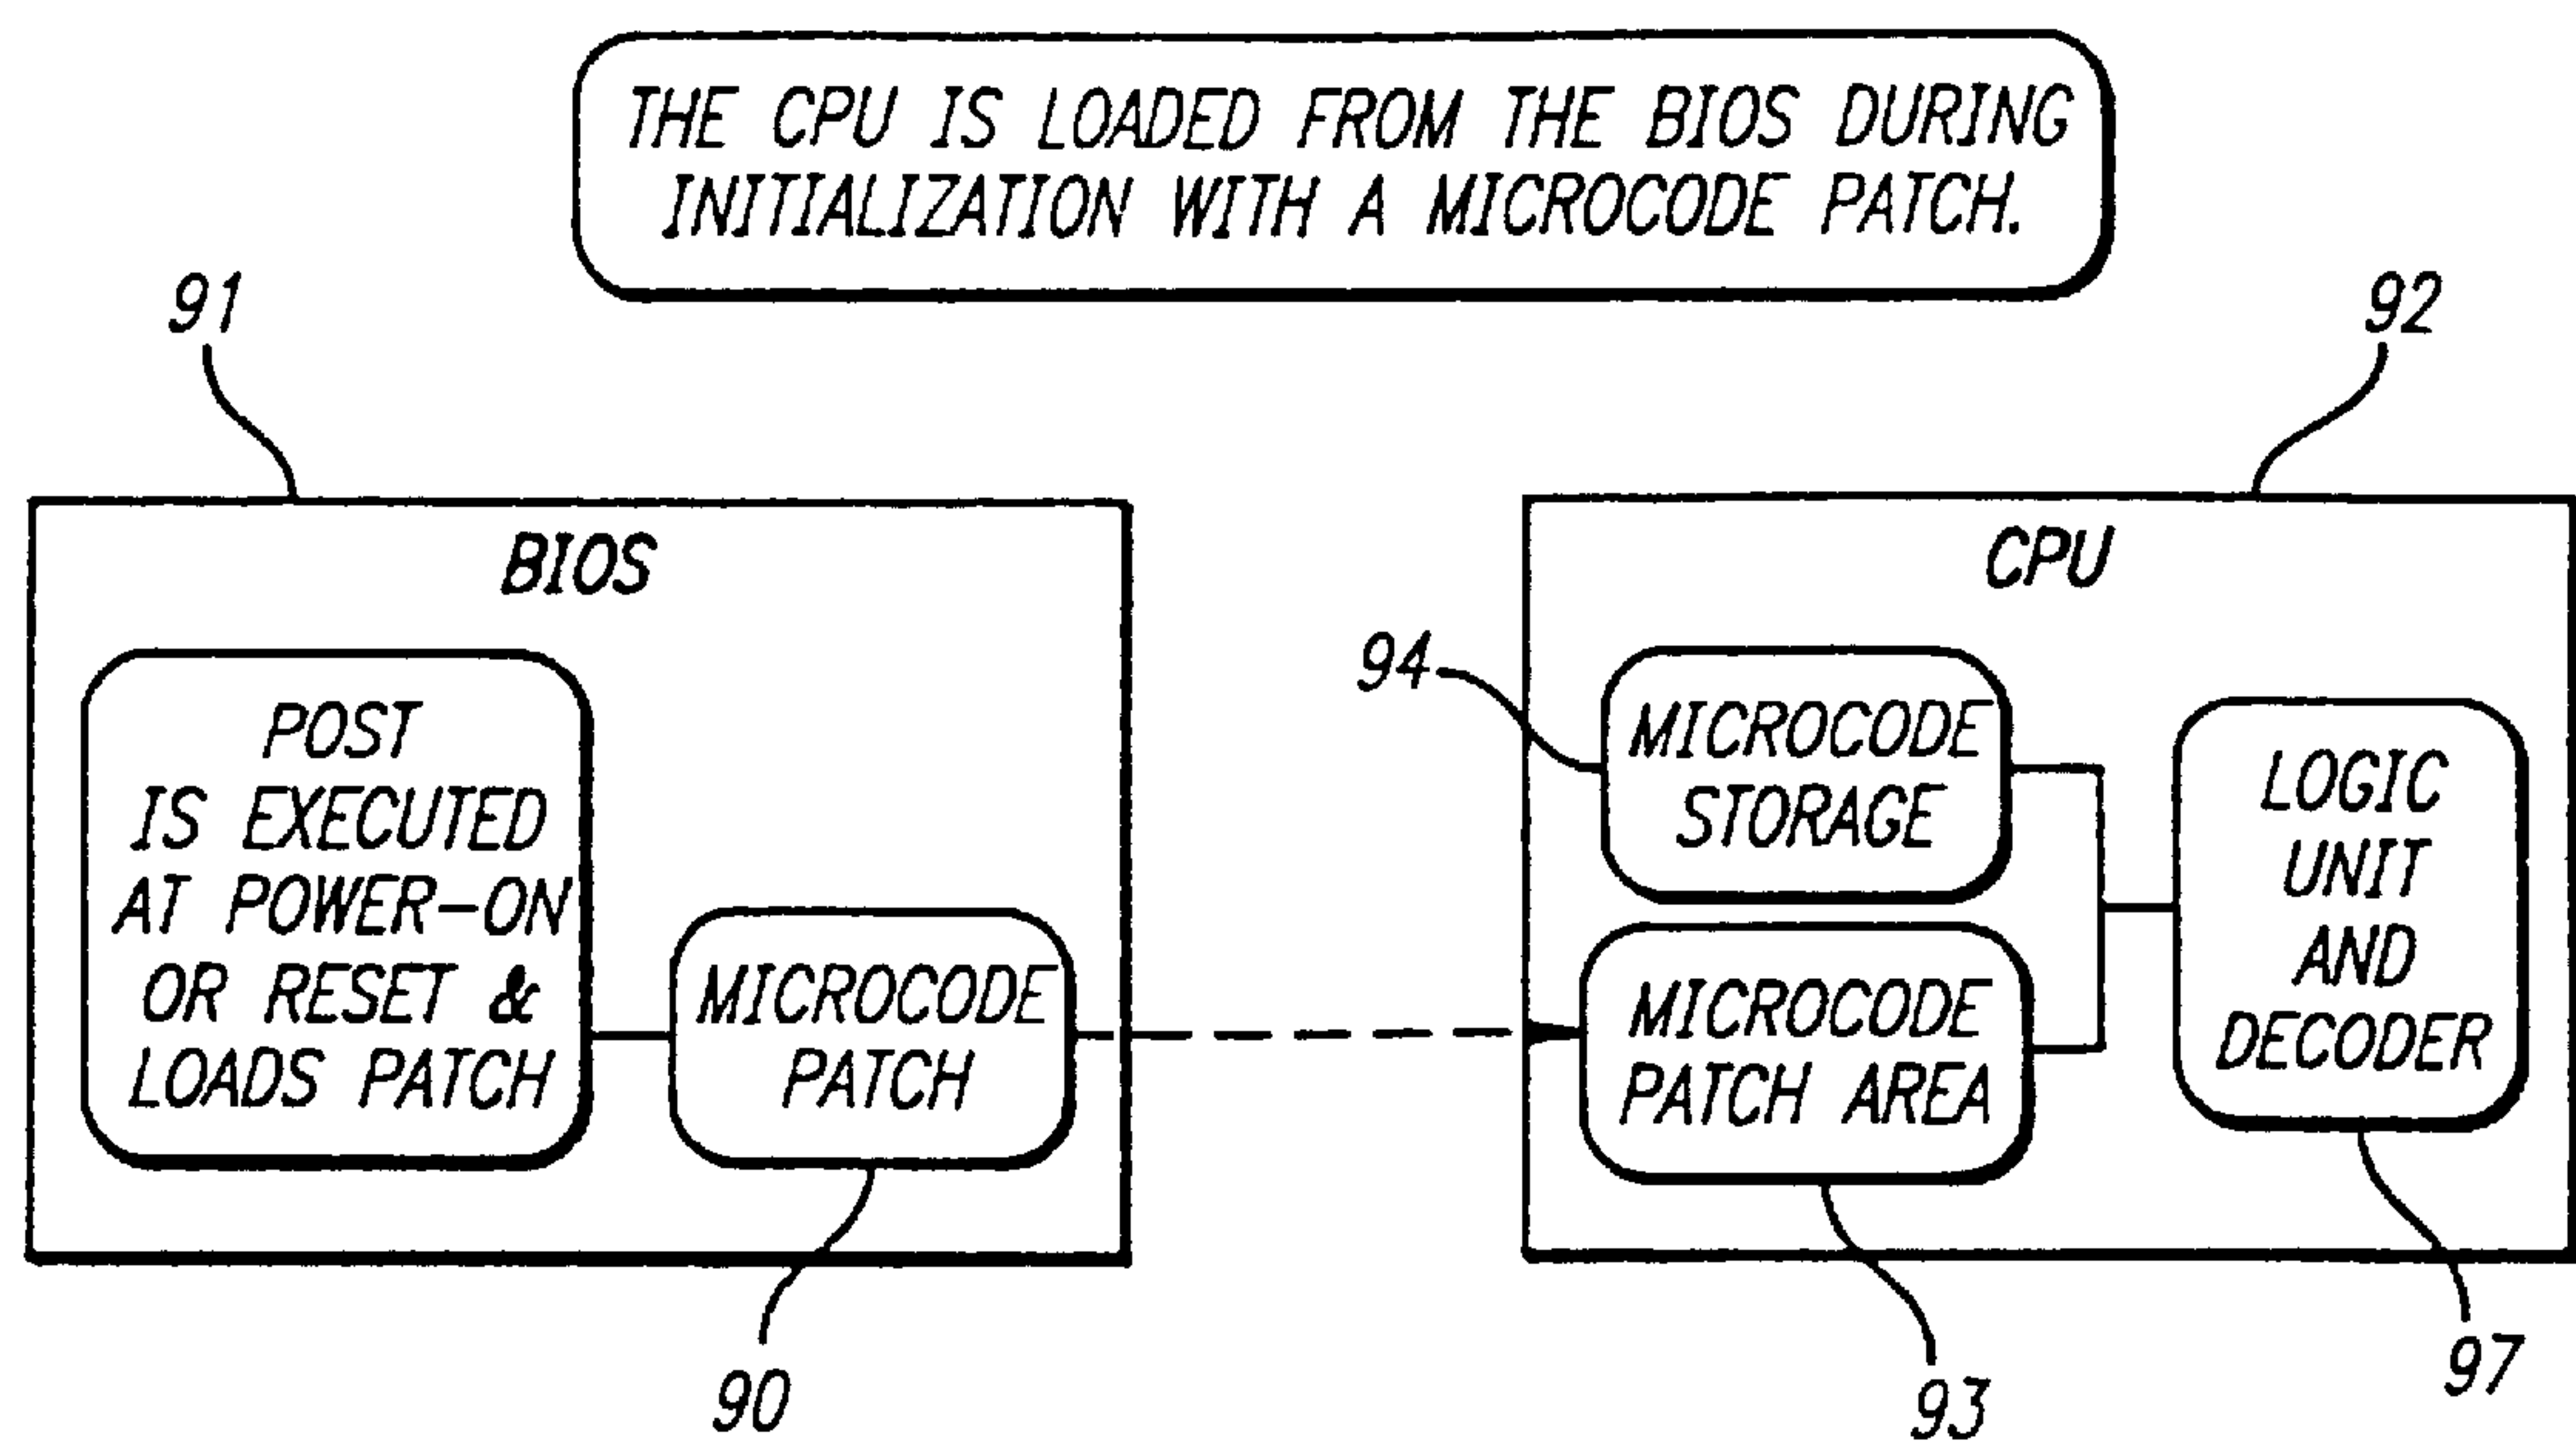 THE CPU IS LOADED FROM THE BIOS DURING
INITIALIZATION WITH A MICROCODE PATCH.
91
92
BIOS
POST
IS EXECUTED
AT POWER-ON
OR RESET &
LOADS PATCH
MICROCODE
PATCH
90
CPU
94
MICROCODE
STORAGE
MICROCODE
PATCH AREA
LOGIC
UNIT
AND
DECODER
93
97